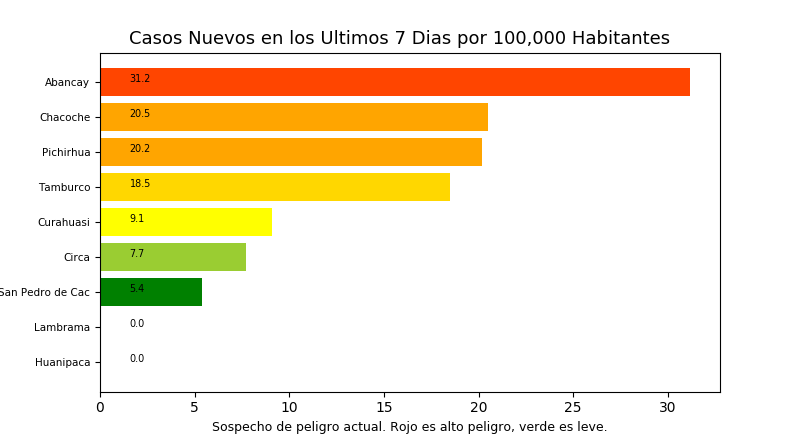 Casos Nuevos en los Ultimos 7 Dias por 100,000 Habitantes
Abancay 31.2
Chacoche 20.5
Pichirhua 20.2
Tamburco 18.5
Curahuasi 9.1
Circa 7.7
San Pedro de Cac 5.4
Lambrama 0.0
Huanipaca 0.0
0 5 10 15 20 25 30
Sospecho de peligro actual. Rojo es alto peligro, verde es leve.